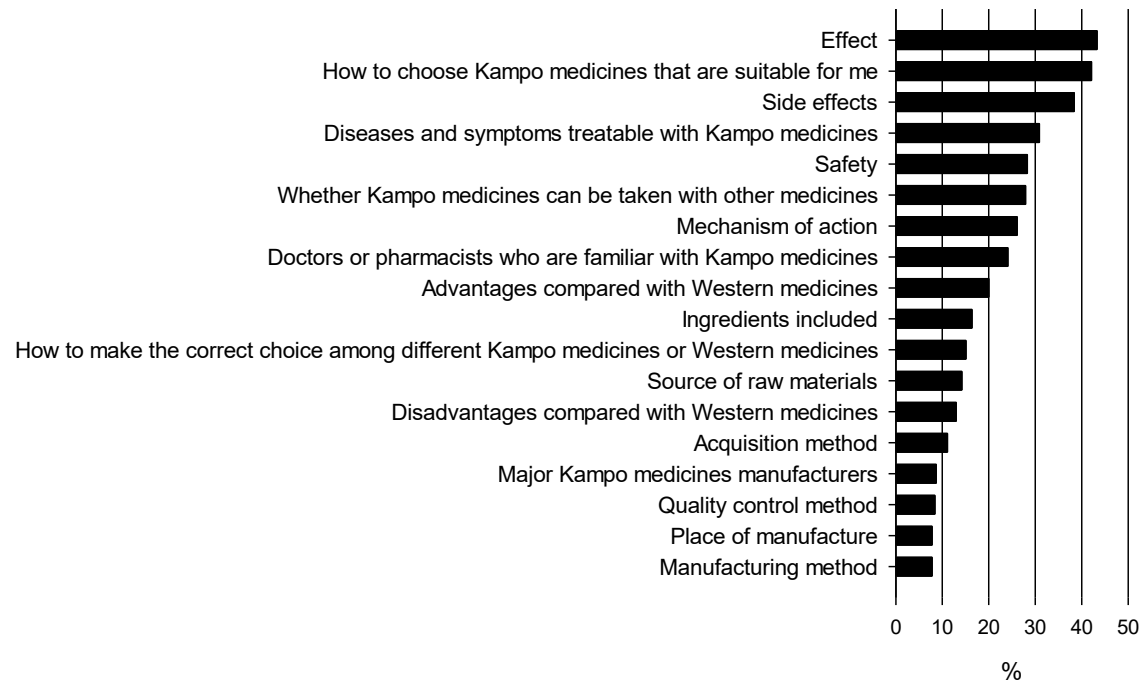 Effect
How to choose Kampo medicines that are suitable for me
Side effects
Diseases and symptoms treatable with Kampo medicines
Safety
Whether Kampo medicines can be taken with other medicines
Mechanism of action
Doctors or pharmacists who are familiar with Kampo medicines
Advantages compared with Western medicines
Ingredients included
How to make the correct choice among different Kampo medicines or Western medicines
Source of raw materials
Disadvantages compared with Western medicines
Acquisition method
Major Kampo medicines manufacturers
Quality control method
Place of manufacture
Manufacturing method
0 10 20 30 40 50
%